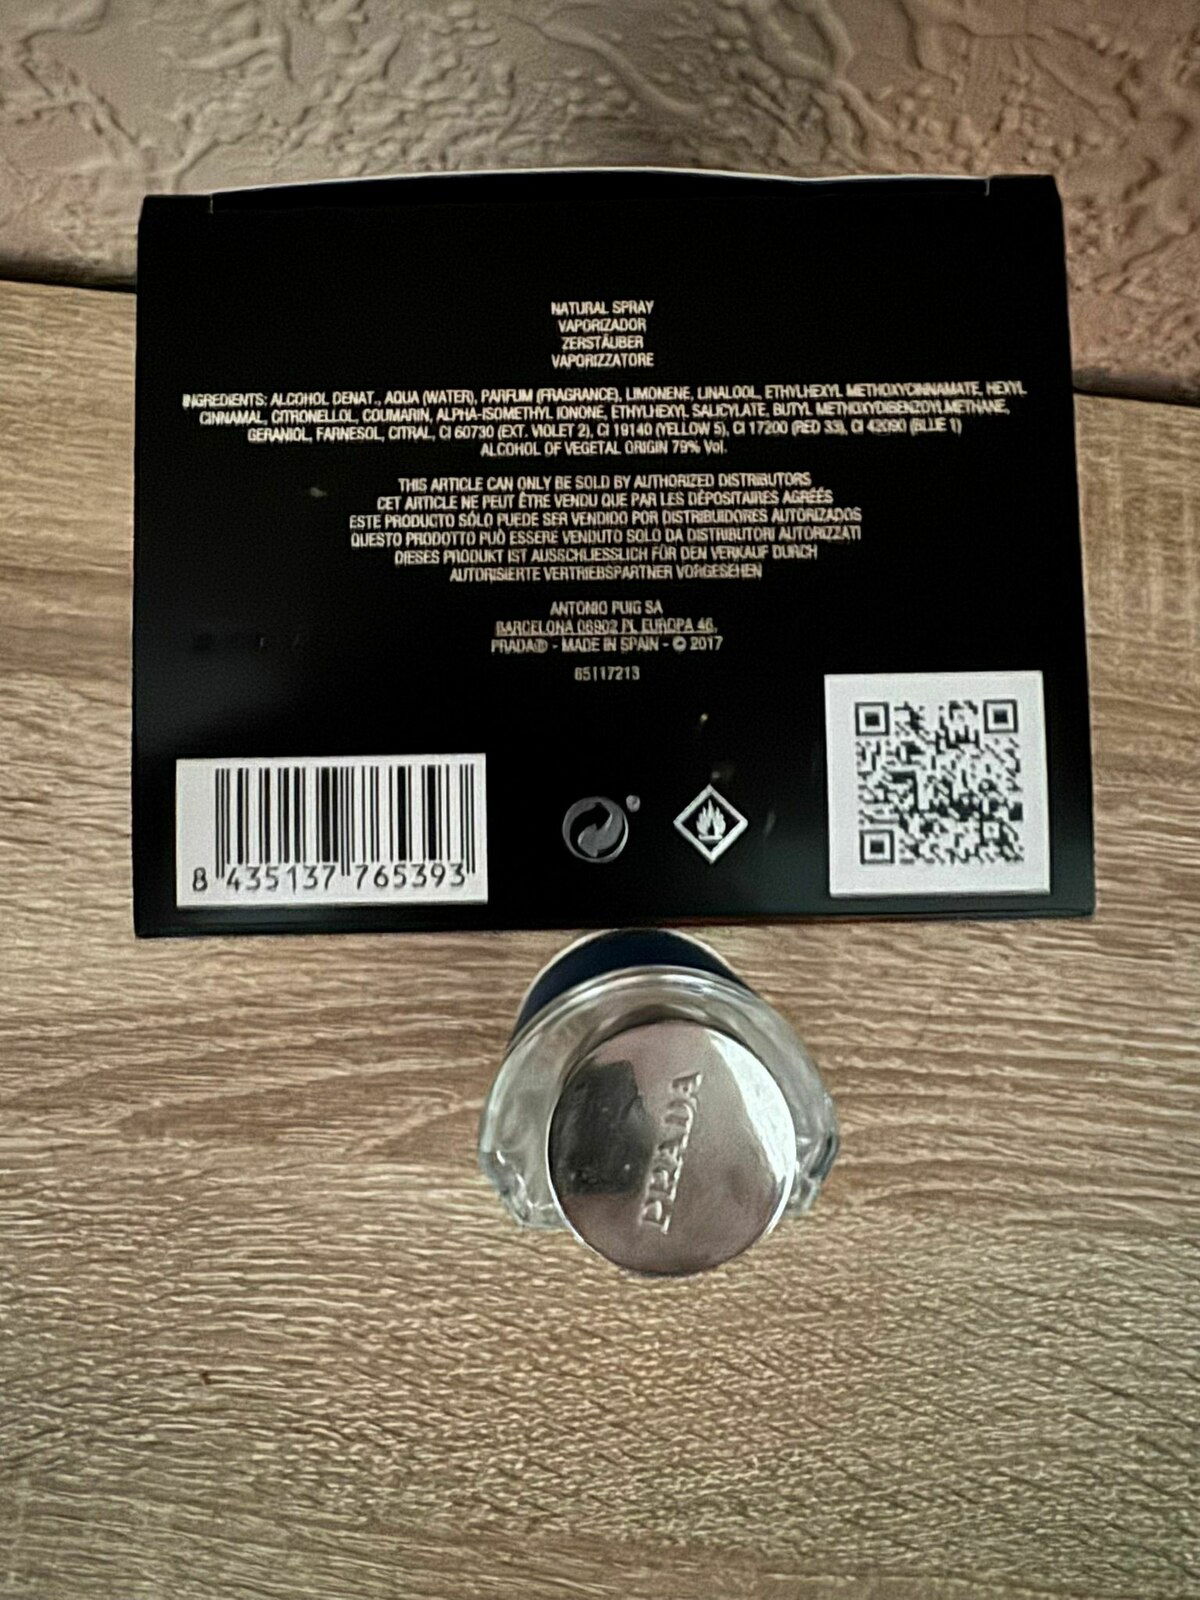 NATURAL SPRAY
VAPORIZADOR
ZERSTÄUBER
VAPORIZZATORE
INGREDIENTS: ALCOHOL DENAT., AQUA (WATER), PARFUM (FRAGRANCE), LIMONENE, LINALOOL, ETHYLHEXYL METHOXYCINNAMATE, HEXYL
CINNAMAL, CITRONELLOL, COUMARIN, ALPHA-ISOMETHYL IONONE, ETHYLHEXYL SALICYLATE, BUTYL METHOXYDIBENZOYLMETHANE,
GERANIOL, FARNESOL, CITRAL, CI 60730 (EXT. VIOLET 2), CI 19140 (YELLOW 5), CI 17200 (RED 33), CI 42090 (BLUE 1)
ALCOHOL OF VEGETAL ORIGIN 79% Vol.
THIS ARTICLE CAN ONLY BE SOLD BY AUTHORIZED DISTRIBUTORS
CET ARTICLE NE PEUT ÊTRE VENDU QUE PAR LES DÉPOSITAIRES AGRÉÉS
ESTE PRODUCTO SÓLO PUEDE SER VENDIDO POR DISTRIBUIDORES AUTORIZADOS
QUESTO PRODOTTO PUÒ ESSERE VENDUTO SOLO DA DISTRIBUTORI AUTORIZZATI
DIESES PRODUKT IST AUSSCHLIESSLICH FÜR DEN VERKAUF DURCH
AUTORISIERTE VERTRIEBSPARTNER VORGESEHEN
ANTONIO PUIG SA
BARCELONA 08902 PL EUROPA 46,
PRADA® - MADE IN SPAIN - © 2017
65117213
8 435137 765393
PRADA